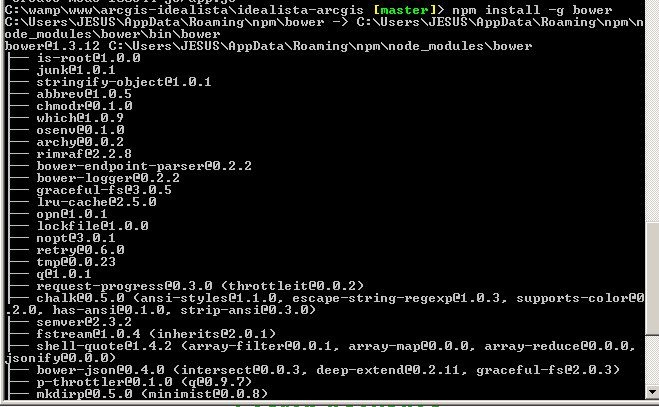 C:\wamp\www\arcgis-idealista\idealista-arcgis [master]> npm install -g bower
C:\Users\JESUS\AppData\Roaming\npm\bower -> C:\Users\JESUS\AppData\Roaming\npm\n
ode_modules\bower\bin\bower
bower@1.3.12 C:\Users\JESUS\AppData\Roaming\npm\node_modules\bower
├── is-root@1.0.0
├── junk@1.0.1
├── stringify-object@1.0.1
├── abbrev@1.0.5
├── chmodr@0.1.0
├── which@1.0.9
├── osenv@0.1.0
├── archy@0.0.2
├── rimraf@2.2.8
├── bower-endpoint-parser@0.2.2
├── bower-logger@0.2.2
├── graceful-fs@3.0.5
├── lru-cache@2.5.0
├── opn@1.0.1
├── lockfile@1.0.0
├── nopt@3.0.1
├── retry@0.6.0
├── tmp@0.0.23
├── q@1.0.1
├── request-progress@0.3.0 (throttleit@0.0.2)
├── chalk@0.5.0 (ansi-styles@1.1.0, escape-string-regexp@1.0.3, supports-color@0
.2.0, has-ansi@0.1.0, strip-ansi@0.3.0)
├── semver@2.3.2
├── fstream@1.0.4 (inherits@2.0.1)
├── shell-quote@1.4.2 (array-filter@0.0.1, array-map@0.0.0, array-reduce@0.0.0,
jsonify@0.0.0)
├── bower-json@0.4.0 (intersect@0.0.3, deep-extend@0.2.11, graceful-fs@2.0.3)
├── p-throttler@0.1.0 (q@0.9.7)
├── mkdirp@0.5.0 (minimist@0.0.8)